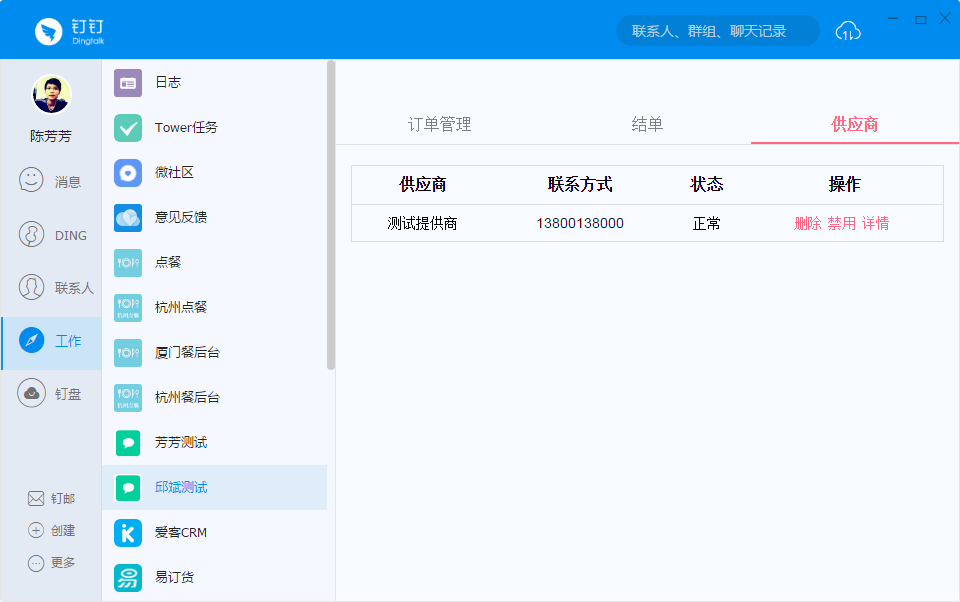 钉钉
Dingtalk
联系人、群组、聊天记录
陈芳芳
消息
DING
联系人
工作
钉盘
钉邮
创建
更多
日志
Tower任务
微社区
意见反馈
点餐
杭州点餐
厦门餐后台
杭州餐后台
芳芳测试
邱斌测试
爱客CRM
易订货
订单管理 结单 供应商
供应商 联系方式 状态 操作
测试提供商 13800138000 正常 删除 禁用 详情